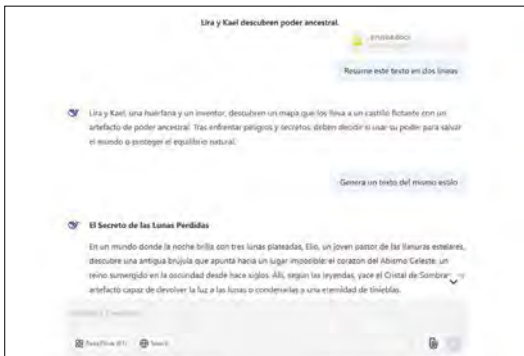 Lira y Kael descubren poder ancestral.
Resume este texto en dos líneas
Lira y Kael, una huérfana y un inventor, descubren un mapa que los lleva a un castillo flotante con un
artefacto de poder ancestral. Tras enfrentar peligros y secretos, deben decidir si usar su poder para salvar
el mundo o proteger el equilibrio natural.
Genera un texto del mismo estilo
El Secreto de las Lunas Perdidas
En un mundo donde la noche brilla con tres lunas plateadas, Elio, un joven pastor de las llanuras estelares,
descubre una antigua brújula que apunta hacia un lugar imposible: el corazón del Abismo Celeste, un
reino sumergido en la oscuridad desde hace siglos. Allí, según las leyendas, yace el Cristal de Sombra
artefacto capaz de devolver la luz a las lunas o condenarlas a una eternidad de tinieblas.
DeepThink (R1) Search